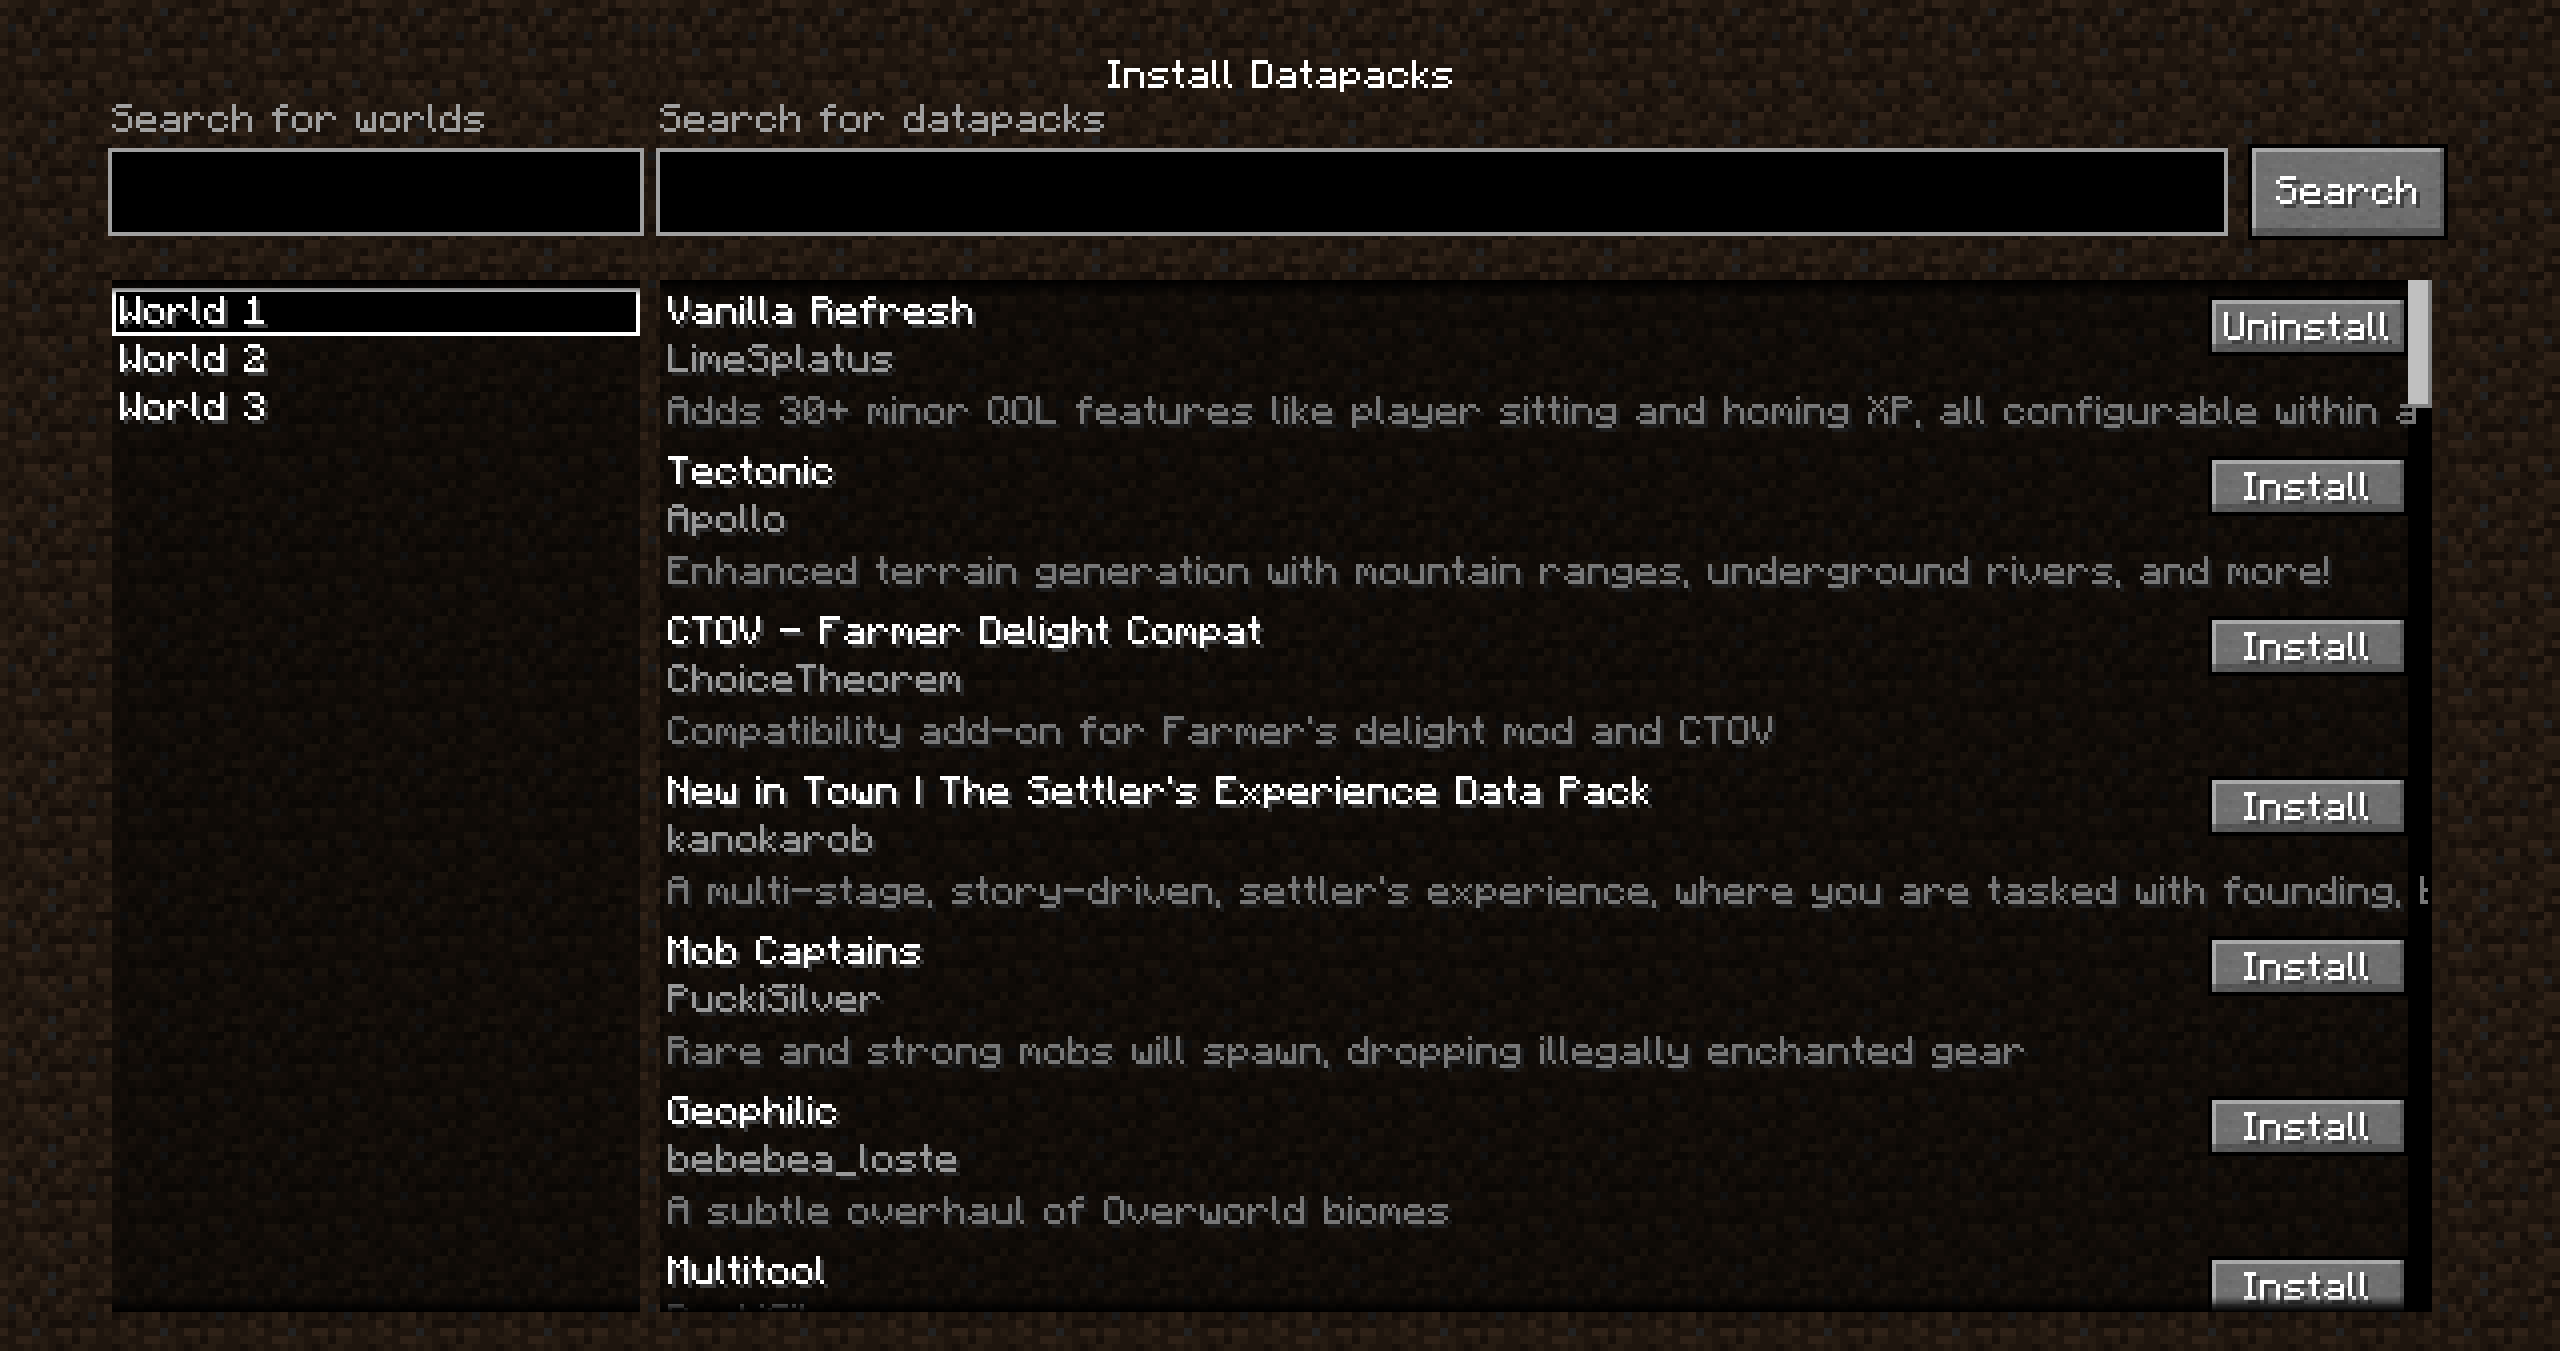 Install Datapacks
Search for worlds
Search for datapacks
Search
World 1
World 2
World 3
Vanilla Refresh
Uninstall
LimeSplatus
Adds 30+ minor QOL features like player sitting and homing XP, all configurable within a
Tectonic
Install
Apollo
Enhanced terrain generation with mountain ranges, underground rivers, and more!
CTOV - Farmer Delight Compat
Install
ChoiceTheorem
Compatibility add-on for Farmer's delight mod and CTOV
New in Town | The Settler's Experience Data Pack
Install
kanokarob
A multi-stage, story-driven, settler's experience, where you are tasked with founding,
Mob Captains
Install
PuckiSilver
Rare and strong mobs will spawn, dropping illegally enchanted gear
Geophilic
Install
bebebea_loste
A subtle overhaul of Overworld biomes
Multitool
Install